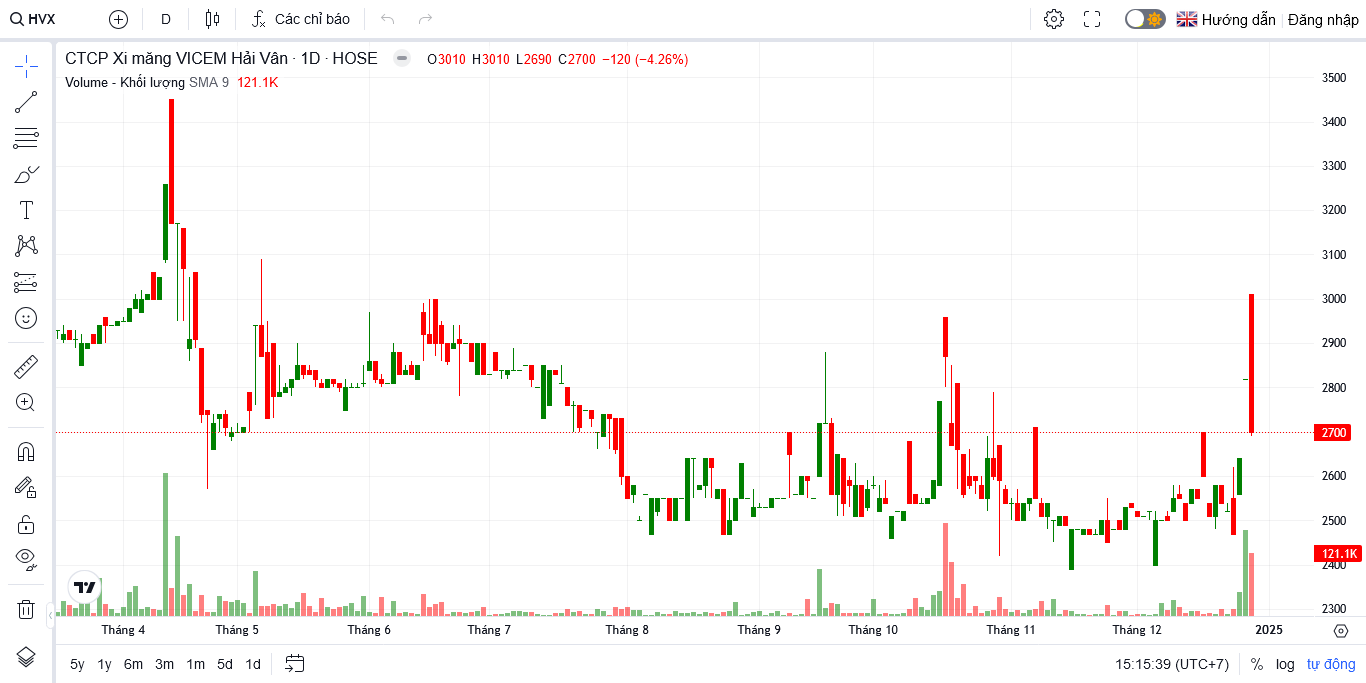 HVX D Các chỉ báo Hướng dẫn Đăng nhập
CTCP Xi măng VICEM Hải Vân · 1D · HOSE O3010 H3010 L2690 C2700 −120 (−4.26%)
Volume - Khối lượng SMA 9 121.1K
3500
3400
3300
3200
3100
3000
2900
2800
2700
2600
2500
121.1K
2400
2300
Tháng 4 Tháng 5 Tháng 6 Tháng 7 Tháng 8 Tháng 9 Tháng 10 Tháng 11 Tháng 12 2025
5y 1y 6m 3m 1m 5d 1d 15:15:39 (UTC+7) % log tự động